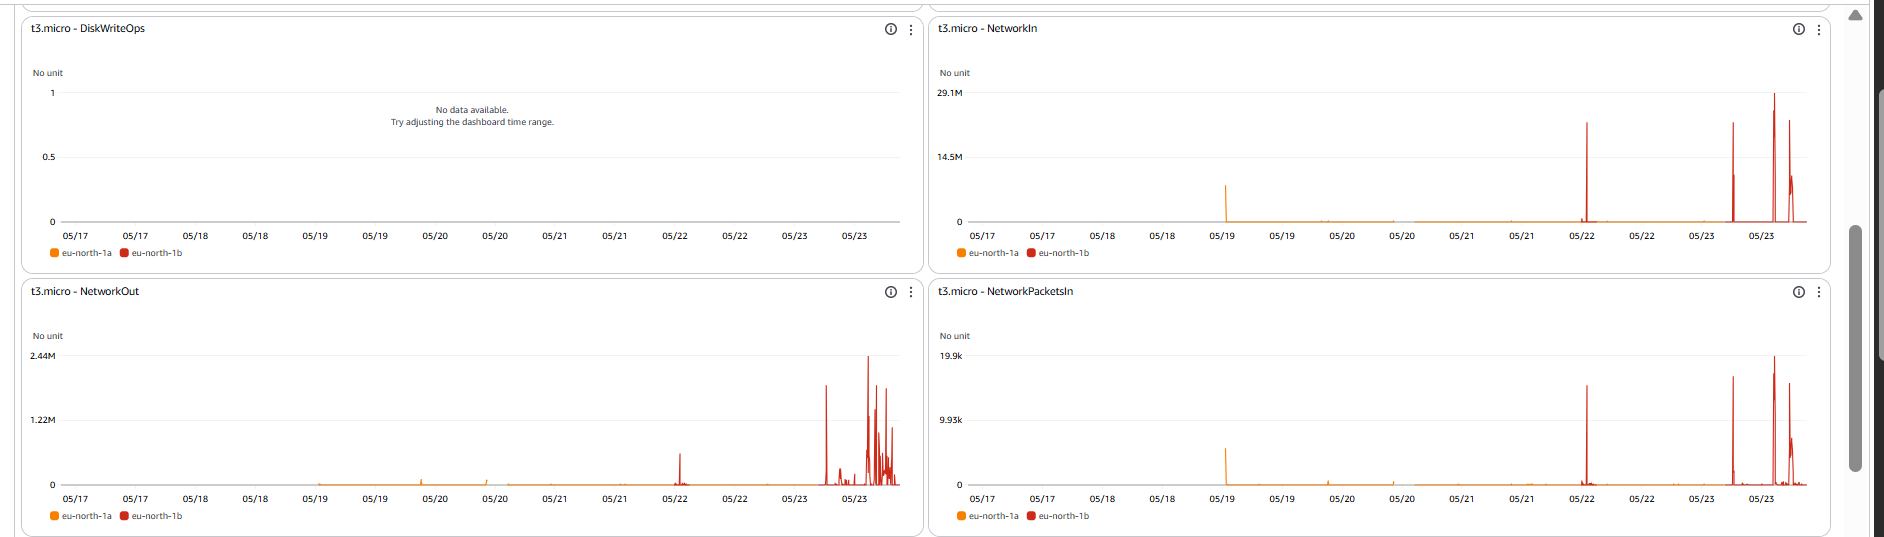 t3.micro - DiskWriteOps
No unit
1
No data available.
Try adjusting the dashboard time range.
0.5
0
05/17 05/17 05/18 05/18 05/19 05/19 05/20 05/20 05/21 05/21 05/22 05/22 05/23 05/23
eu-north-1a eu-north-1b
t3.micro - NetworkIn
No unit
29.1M
14.5M
0
05/17 05/17 05/18 05/18 05/19 05/19 05/20 05/20 05/21 05/21 05/22 05/22 05/23 05/23
eu-north-1a eu-north-1b
t3.micro - NetworkOut
No unit
2.44M
1.22M
0
05/17 05/17 05/18 05/18 05/19 05/19 05/20 05/20 05/21 05/21 05/22 05/22 05/23 05/23
eu-north-1a eu-north-1b
t3.micro - NetworkPacketsIn
No unit
19.9k
9.93k
0
05/17 05/17 05/18 05/18 05/19 05/19 05/20 05/20 05/21 05/21 05/22 05/22 05/23 05/23
eu-north-1a eu-north-1b